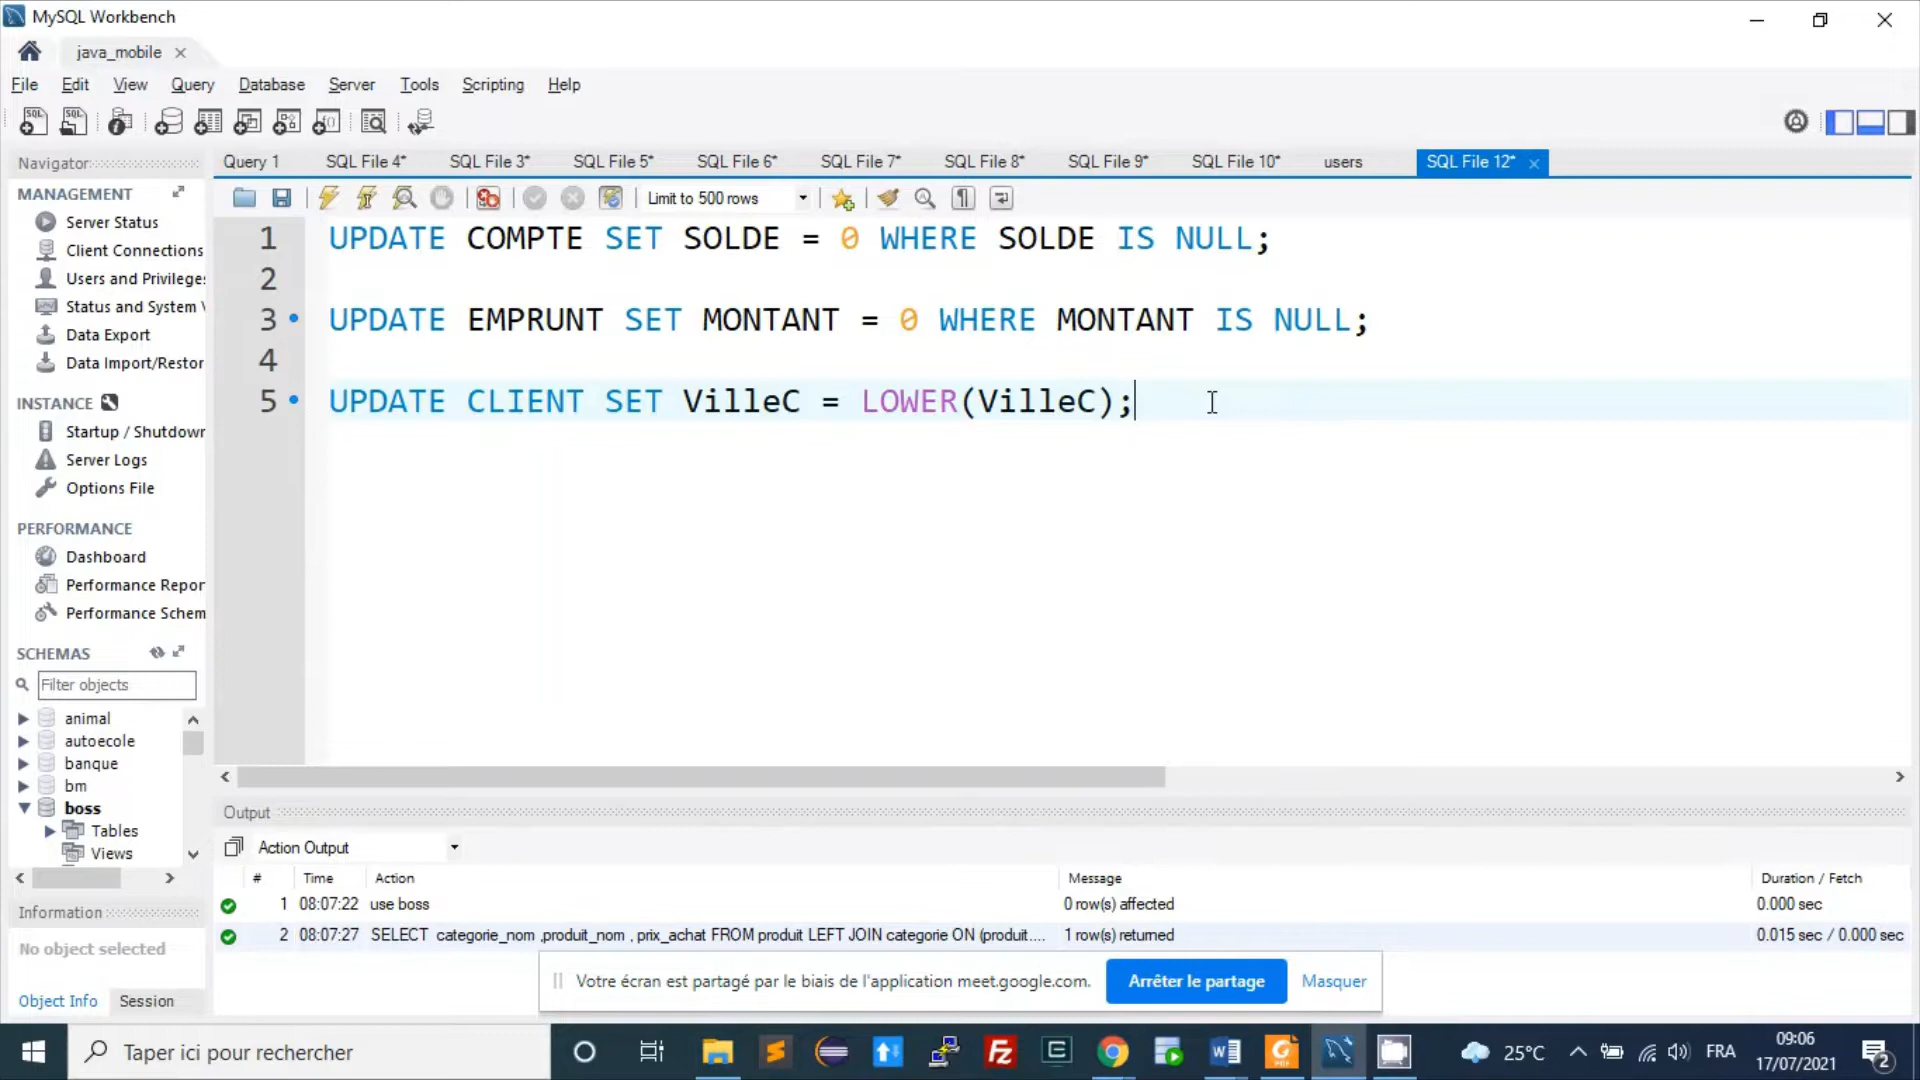 MySQL Workbench
java_mobile
File Edit View Query Database Server Tools Scripting Help
Navigator
Query 1 SQL File 4* SQL File 3* SQL File 5* SQL File 6* SQL File 7* SQL File 8* SQL File 9* SQL File 10* users SQL File 12*
MANAGEMENT
Server Status
Client Connections
Users and Privilege
Status and System V
Data Export
Data Import/Restor
INSTANCE
Startup / Shutdown
Server Logs
Options File
PERFORMANCE
Dashboard
Performance Repor
Performance Schem
SCHEMAS
Filter objects
animal
autoecole
banque
bm
boss
Tables
Views
Information
No object selected
Object Info Session
Limit to 500 rows
1 UPDATE COMPTE SET SOLDE = 0 WHERE SOLDE IS NULL;
2
3 UPDATE EMPRUNT SET MONTANT = 0 WHERE MONTANT IS NULL;
4
5 UPDATE CLIENT SET VilleC = LOWER(VilleC);
Output
Action Output
# Time Action Message Duration / Fetch
1 08:07:22 use boss 0 row(s) affected 0.000 sec
2 08:07:27 SELECT categorie_nom ,produit_nom , prix_achat FROM produit LEFT JOIN categorie ON (produit.... 1 row(s) returned 0.015 sec / 0.000 sec
Votre écran est partagé par le biais de l'application meet.google.com. Arrêter le partage Masquer
Taper ici pour rechercher
25°C FRA 09:06
17/07/2021
2